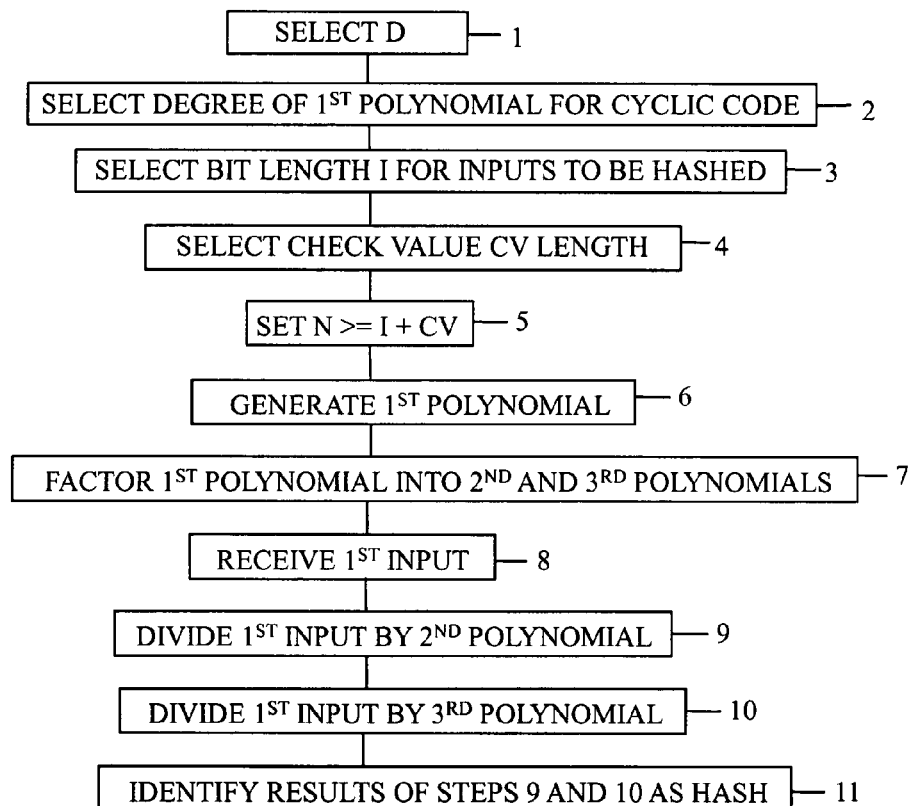 SELECT D 1
SELECT DEGREE OF 1ST POLYNOMIAL FOR CYCLIC CODE 2
SELECT BIT LENGTH I FOR INPUTS TO BE HASHED 3
SELECT CHECK VALUE CV LENGTH 4
SET N >= I + CV 5
GENERATE 1ST POLYNOMIAL 6
FACTOR 1ST POLYNOMIAL INTO 2ND AND 3RD POLYNOMIALS 7
RECEIVE 1ST INPUT 8
DIVIDE 1ST INPUT BY 2ND POLYNOMIAL 9
DIVIDE 1ST INPUT BY 3RD POLYNOMIAL 10
IDENTIFY RESULTS OF STEPS 9 AND 10 AS HASH 11